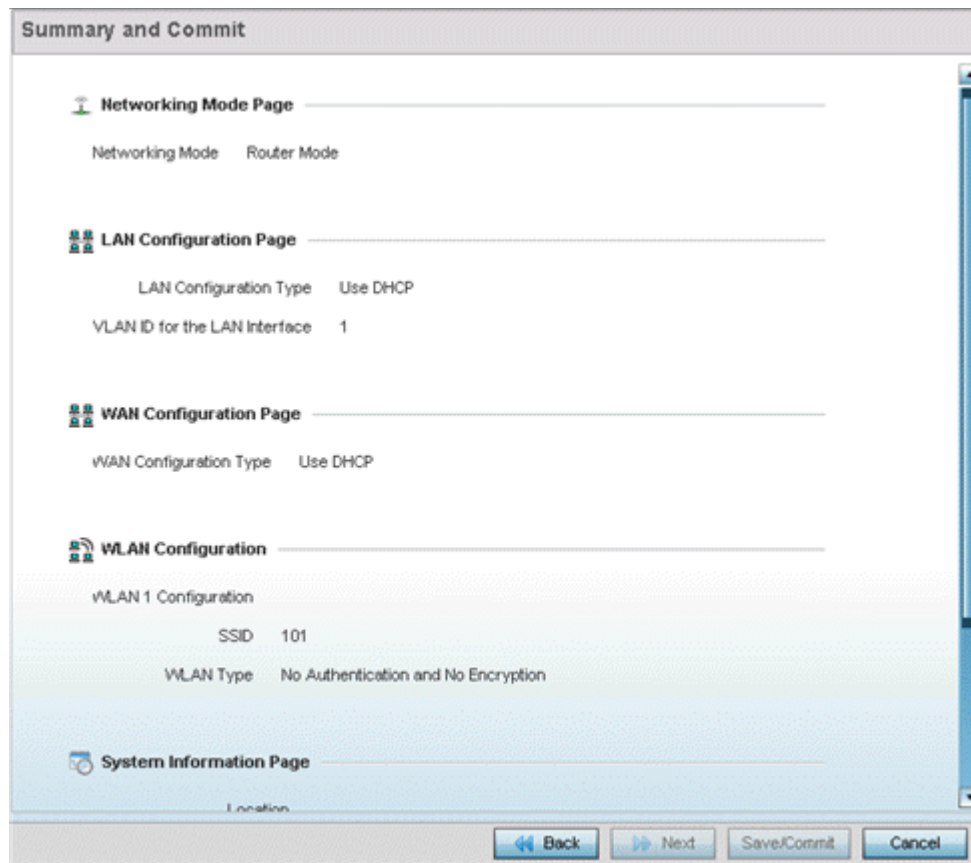 Summary and Commit
Networking Mode Page
Networking Mode Router Mode
LAN Configuration Page
LAN Configuration Type Use DHCP
VLAN ID for the LAN Interface 1
WAN Configuration Page
WAN Configuration Type Use DHCP
WLAN Configuration
WLAN 1 Configuration
SSID 101
WLAN Type No Authentication and No Encryption
System Information Page
Location
Back Next Save/Commit Cancel